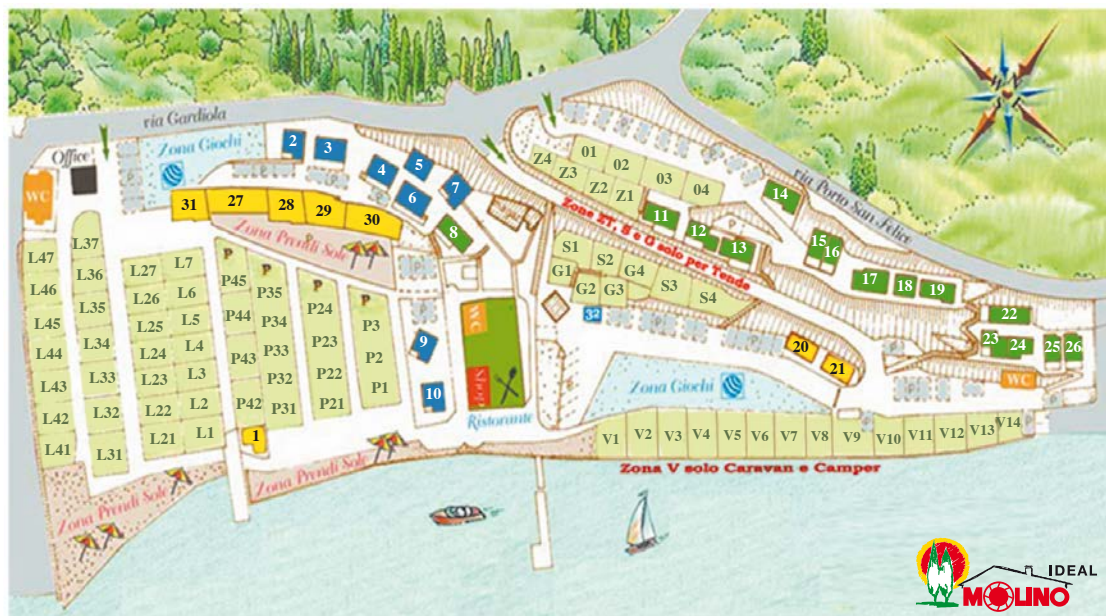 via Gardiola
Office
WC
Zona Giochi
2
3
4
5
6
7
8
31
27
28
29
30
Zona Prendi Sole
Z4
Z3
Z2
Z1
01
02
03
04
11
12
13
14
15
16
17
18
19
via Porto San Felice
Zone Z1, S e G solo per Tende
S1
S2
S3
S4
G1
G2
G3
G4
32
20
21
22
23
24
25
26
WC
Zona Giochi
L47
L46
L45
L44
L43
L42
L41
L37
L36
L35
L34
L33
L32
L31
L27
L26
L25
L24
L23
L22
L21
L7
L6
L5
L4
L3
L2
L1
P45
P44
P43
P42
P35
P34
P33
P32
P31
P
P
P
P
P24
P23
P22
P21
P3
P2
P1
9
10
1
WC
Shop
Ristorante
Zona Prendi Sole
Zona Prendi Sole
V1
V2
V3
V4
V5
V6
V7
V8
V9
V10
V11
V12
V13
V14
Zona V solo Caravan e Camper
IDEAL
MOLINO